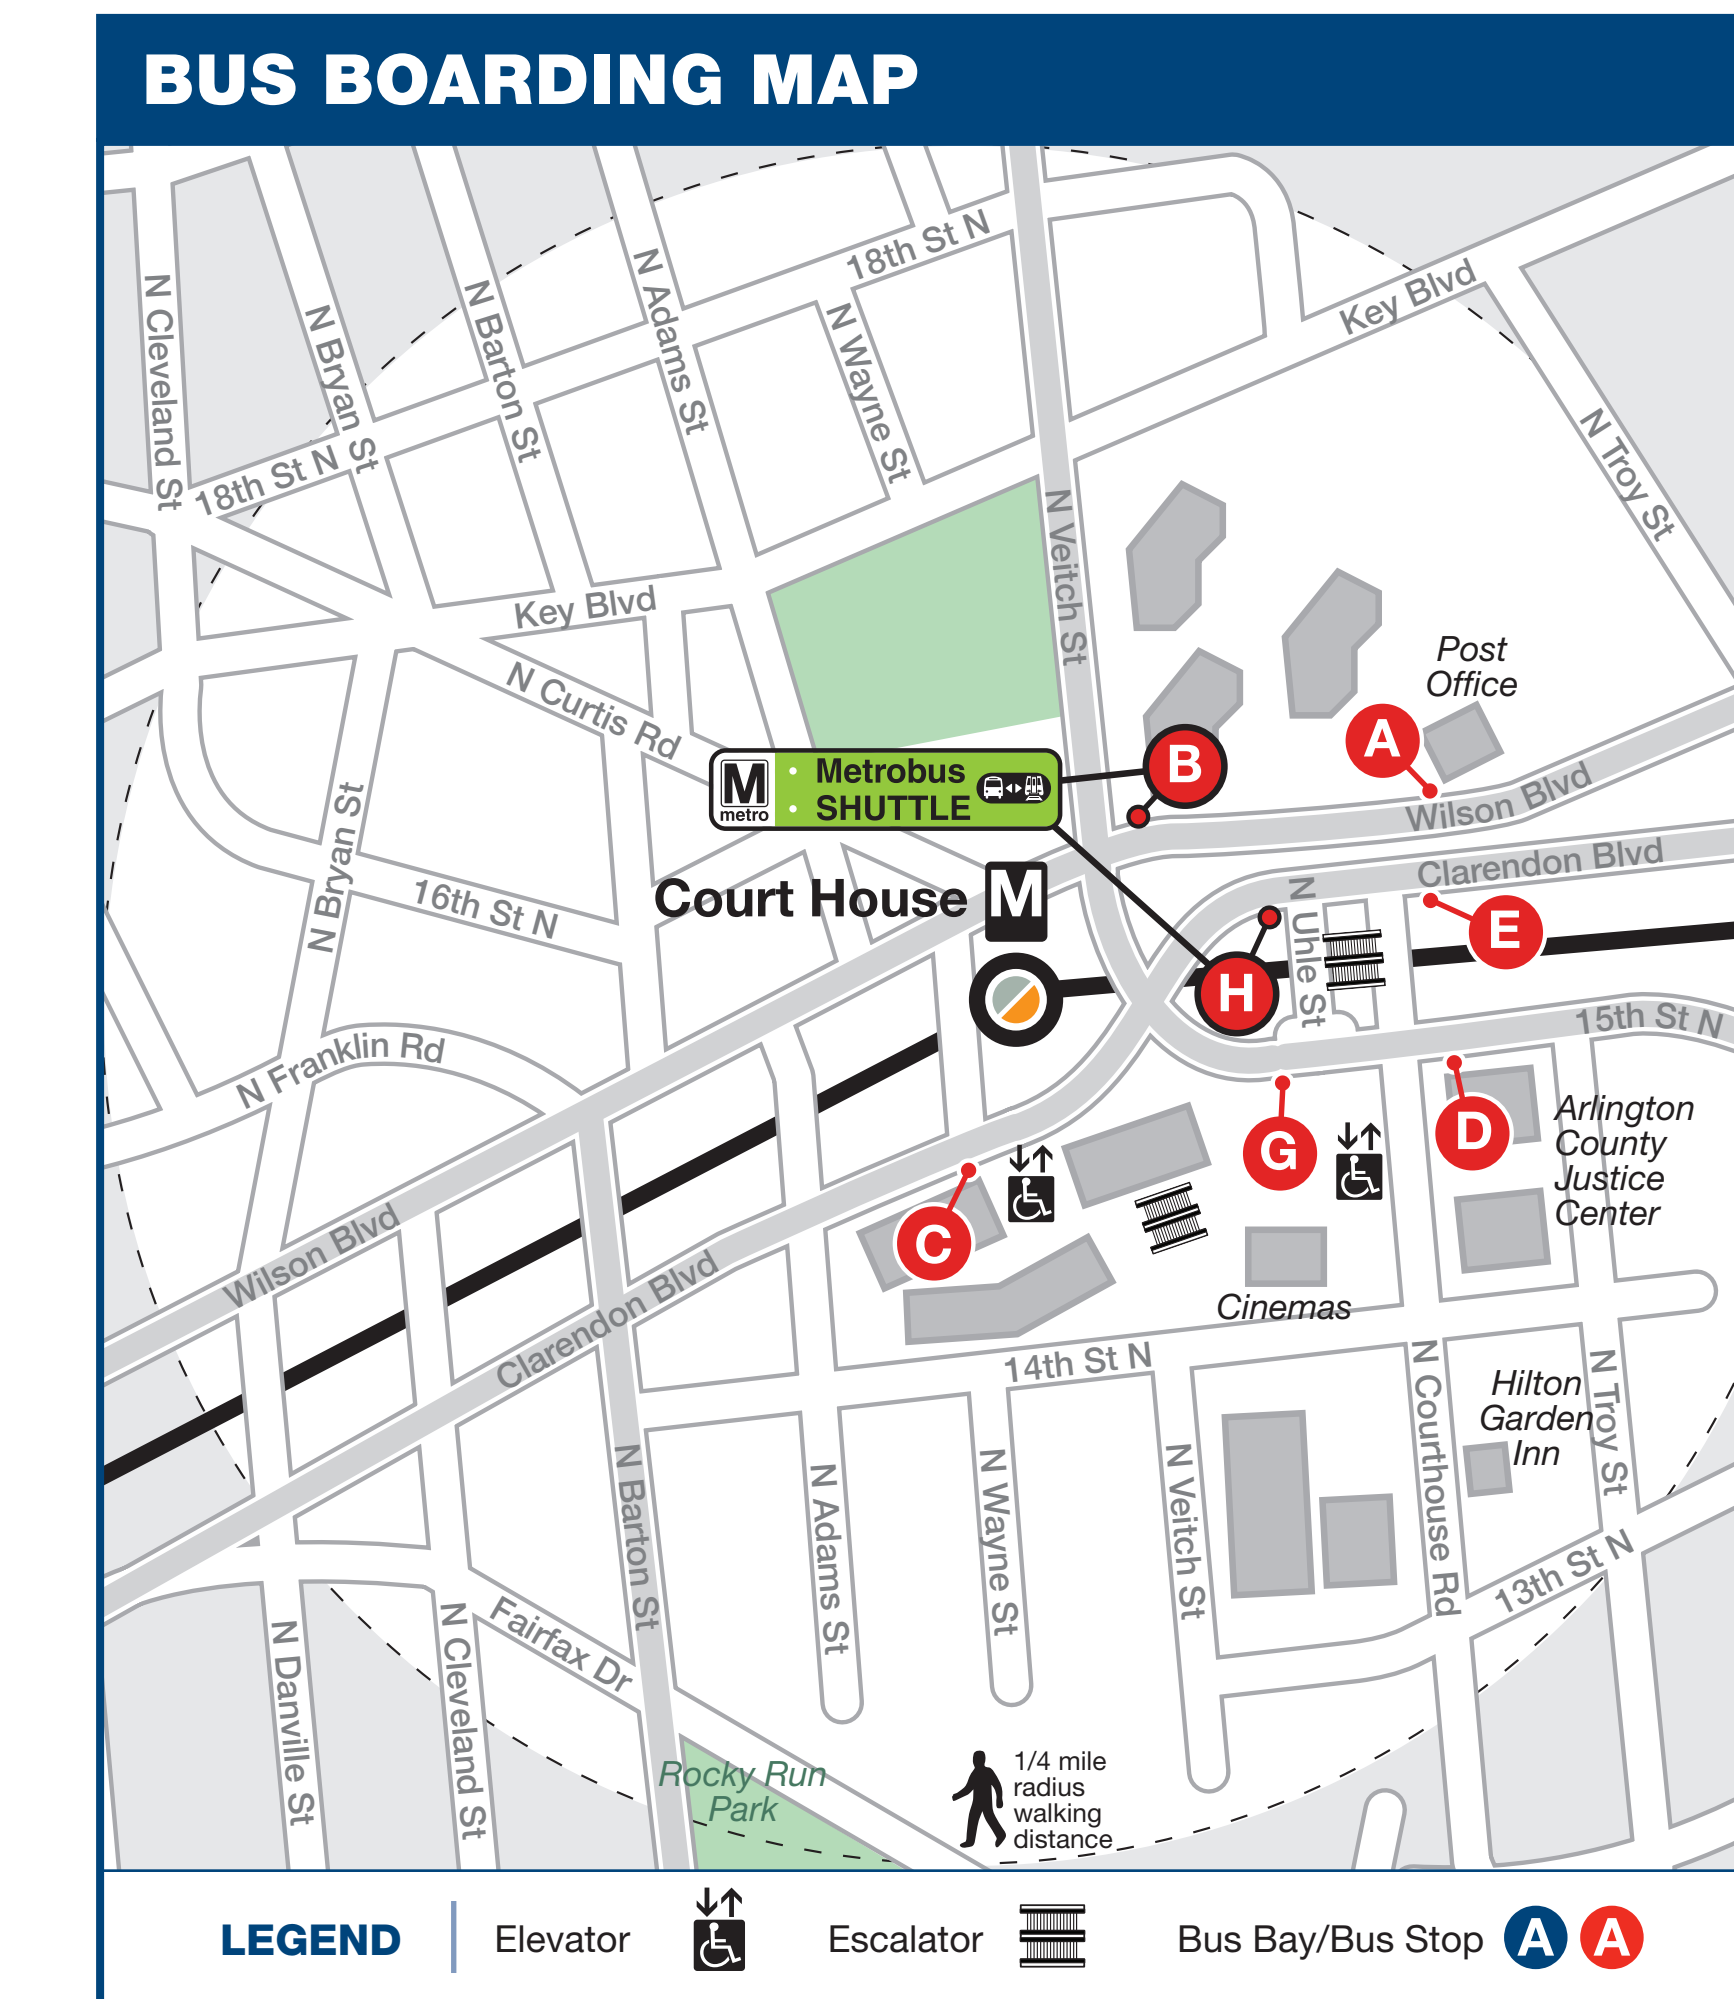 BUS BOARDING MAP
18th St N
Key Blvd
N Cleveland St
N Bryan St
N Barton St
N Adams St
N Wayne St
N Troy St
18th St N
N Veitch St
Key Blvd
Post
Office
N Curtis Rd
M
metro
• Metrobus
• SHUTTLE
B
A
Wilson Blvd
Clarendon Blvd
N Bryan St
16th St N
Court House M
N Uhle St
E
H
15th St N
N Franklin Rd
G
D
Arlington
County
Justice
Center
C
Wilson Blvd
Clarendon Blvd
Cinemas
14th St N
Hilton
Garden
Inn
N Courthouse Rd
N Troy St
N Barton St
N Adams St
N Wayne St
N Veitch St
13th St N
Fairfax Dr
N Danville St
N Cleveland St
Rocky Run
Park
1/4 mile
radius
walking
distance
LEGEND
Elevator
Escalator
Bus Bay/Bus Stop A A